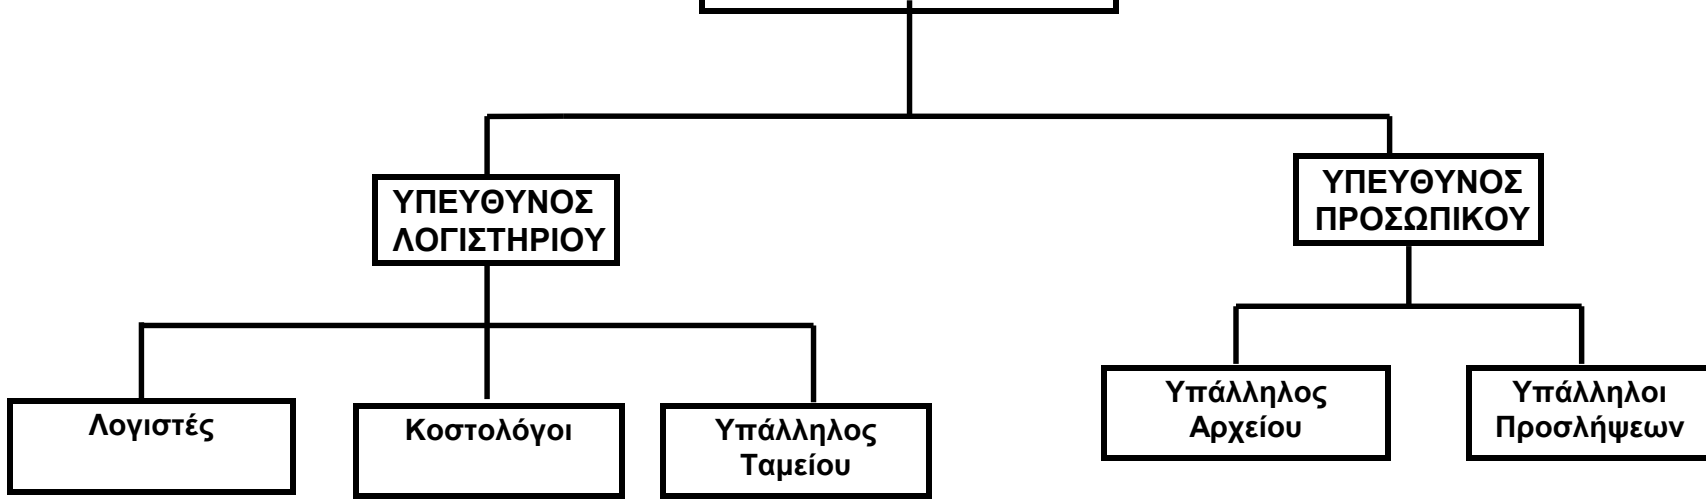 ΥΠΕΥΘΥΝΟΣ
ΛΟΓΙΣΤΗΡΙΟΥ
ΥΠΕΥΘΥΝΟΣ
ΠΡΟΣΩΠΙΚΟΥ
Λογιστές
Κοστολόγοι
Υπάλληλος
Ταμείου
Υπάλληλος
Αρχείου
Υπάλληλοι
Προσλήψεων